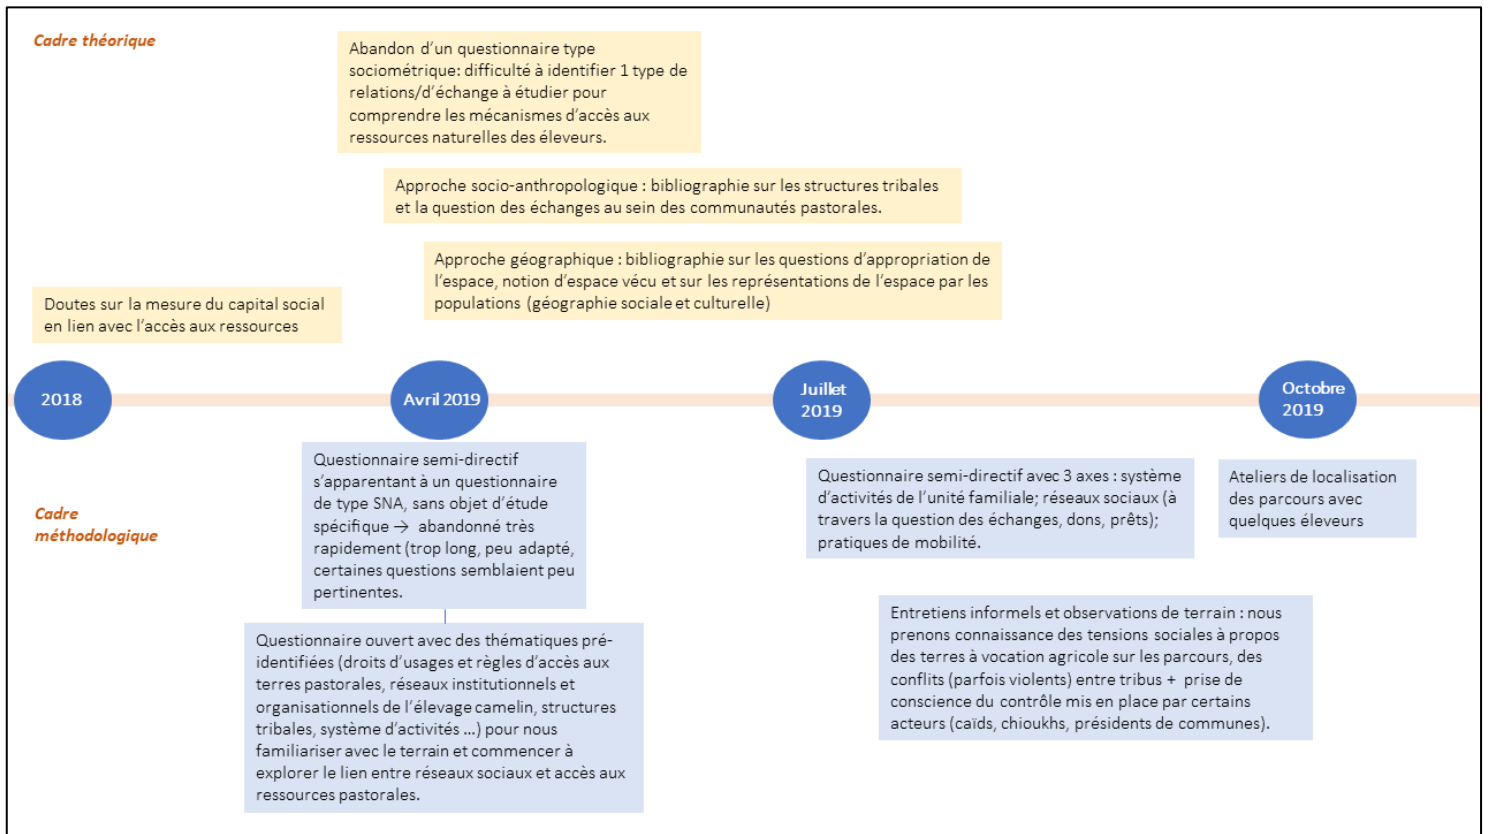 Cadre théorique
Abandon d’un questionnaire type
sociométrique: difficulté à identifier 1 type de
relations/d’échange à étudier pour
comprendre les mécanismes d’accès aux
ressources naturelles des éleveurs.
Approche socio-anthropologique : bibliographie sur les structures tribales
et la question des échanges au sein des communautés pastorales.
Approche géographique : bibliographie sur les questions d’appropriation de
l’espace, notion d’espace vécu et sur les représentations de l’espace par les
populations (géographie sociale et culturelle)
Doutes sur la mesure du capital social
en lien avec l’accès aux ressources
2018
Avril 2019
Juillet
2019
Octobre
2019
Cadre
méthodologique
Questionnaire semi-directif
s’apparentant à un questionnaire
de type SNA, sans objet d’étude
spécifique → abandonné très
rapidement (trop long, peu adapté,
certaines questions semblaient peu
pertinentes.
Questionnaire ouvert avec des thématiques pré-
identifiées (droits d’usages et règles d’accès aux
terres pastorales, réseaux institutionnels et
organisationnels de l’élevage camelin, structures
tribales, système d’activités …) pour nous
familiariser avec le terrain et commencer à
explorer le lien entre réseaux sociaux et accès aux
ressources pastorales.
Questionnaire semi-directif avec 3 axes : système
d’activités de l’unité familiale; réseaux sociaux (à
travers la question des échanges, dons, prêts);
pratiques de mobilité.
Ateliers de localisation
des parcours avec
quelques éleveurs
Entretiens informels et observations de terrain : nous
prenons connaissance des tensions sociales à propos
des terres à vocation agricole sur les parcours, des
conflits (parfois violents) entre tribus + prise de
conscience du contrôle mis en place par certains
acteurs (caïds, chioukhs, présidents de communes).